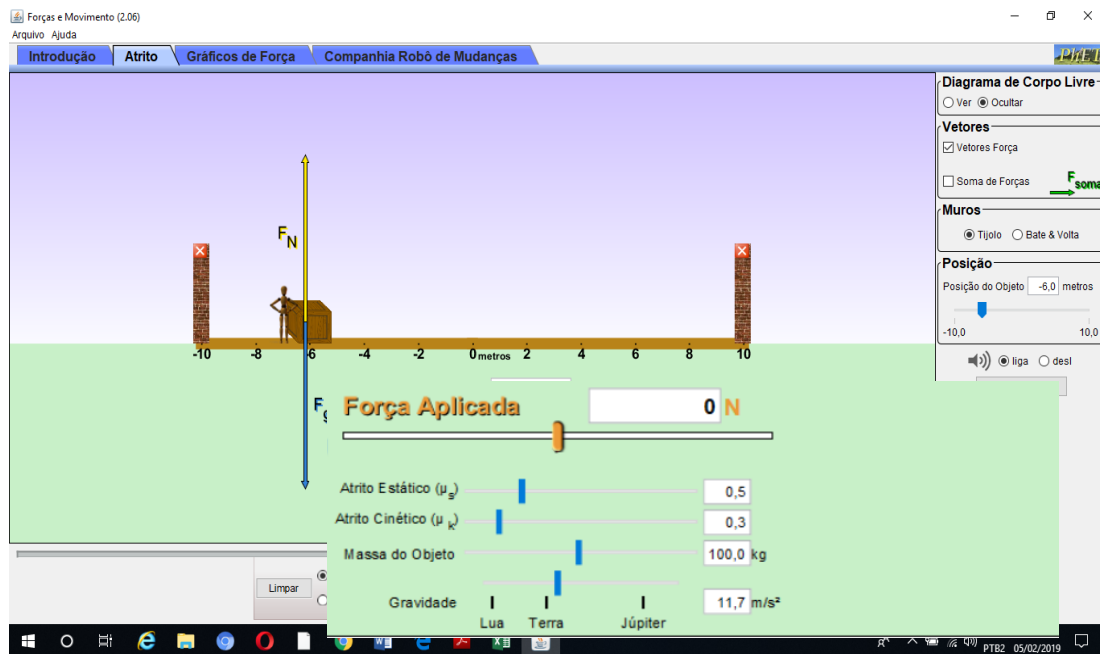 Forças e Movimento (2.06)
Arquivo Ajuda
Introdução Atrito Gráficos de Força Companhia Robô de Mudanças
PhET
Diagrama de Corpo Livre
Ver Ocultar
Vetores
Vetores Força
Soma de Forças F soma
Muros
Tijolo Bate & Volta
Posição
Posição do Objeto -6,0 metros
-10,0 10,0
liga desl
F N
-10 -8 -6 -4 -2 0 metros 2 4 6 8 10
F g
Força Aplicada 0 N
Atrito Estático (μ s) 0,5
Atrito Cinético (μ k) 0,3
Massa do Objeto 100,0 kg
Gravidade 11,7 m/s²
Lua Terra Júpiter
Limpar
PTB2 05/02/2019